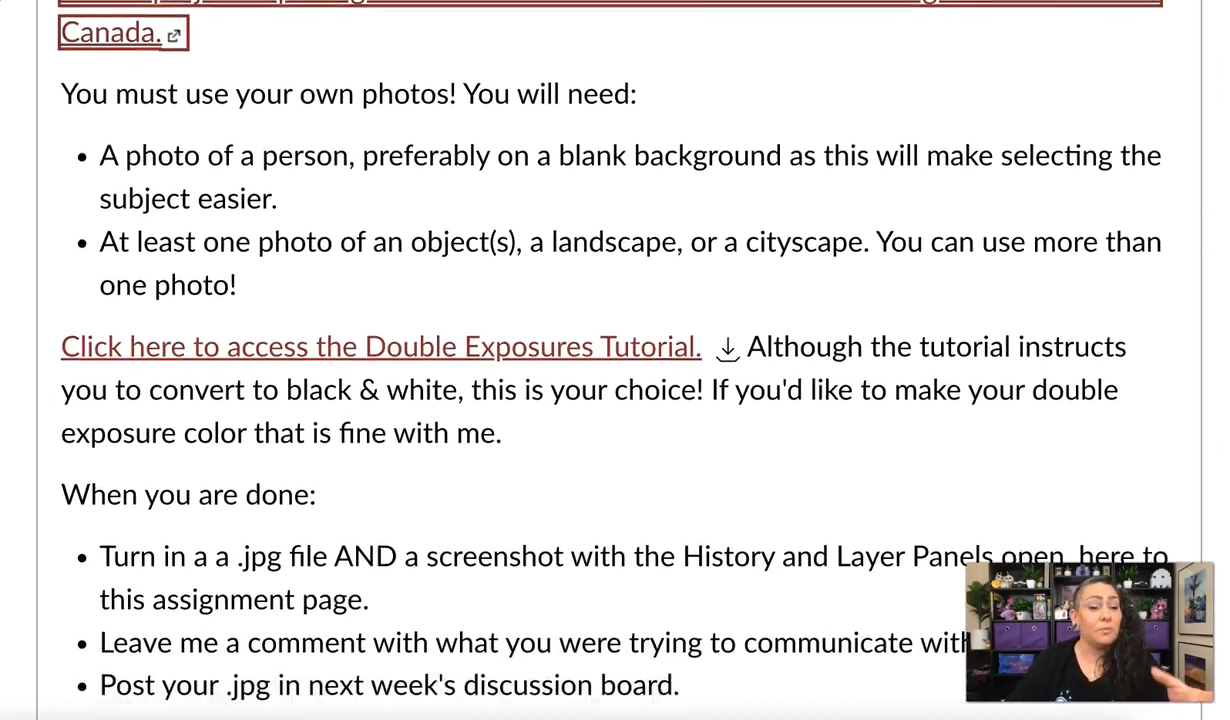 Canada.
You must use your own photos! You will need:
• A photo of a person, preferably on a blank background as this will make selecting the
subject easier.
• At least one photo of an object(s), a landscape, or a cityscape. You can use more than
one photo!
Click here to access the Double Exposures Tutorial. Although the tutorial instructs
you to convert to black & white, this is your choice! If you'd like to make your double
exposure color that is fine with me.
When you are done:
• Turn in a a .jpg file AND a screenshot with the History and Layer Panels open, here to
this assignment page.
• Leave me a comment with what you were trying to communicate with
• Post your .jpg in next week's discussion board.